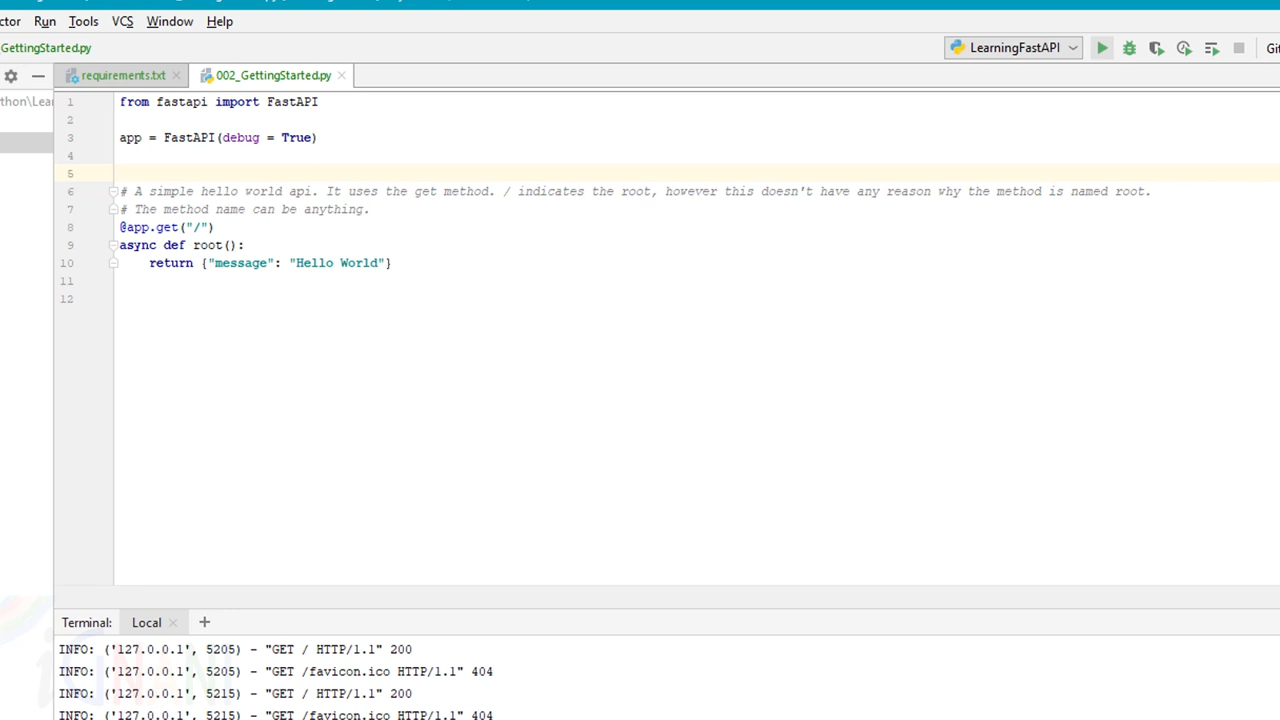 ctor Run Tools VCS Window Help
GettingStarted.py LearningFastAPI Git
requirements.txt 002_GettingStarted.py
thon\Lear
1 from fastapi import FastAPI
2
3 app = FastAPI(debug = True)
4
5
6 # A simple hello world api. It uses the get method. / indicates the root, however this doesn't have any reason why the method is named root.
7 # The method name can be anything.
8 @app.get("/")
9 async def root():
10 return {"message": "Hello World"}
11
12
Terminal: Local +
INFO: ('127.0.0.1', 5205) - "GET / HTTP/1.1" 200
INFO: ('127.0.0.1', 5205) - "GET /favicon.ico HTTP/1.1" 404
INFO: ('127.0.0.1', 5215) - "GET / HTTP/1.1" 200
INFO: ('127.0.0.1', 5215) - "GET /favicon.ico HTTP/1.1" 404